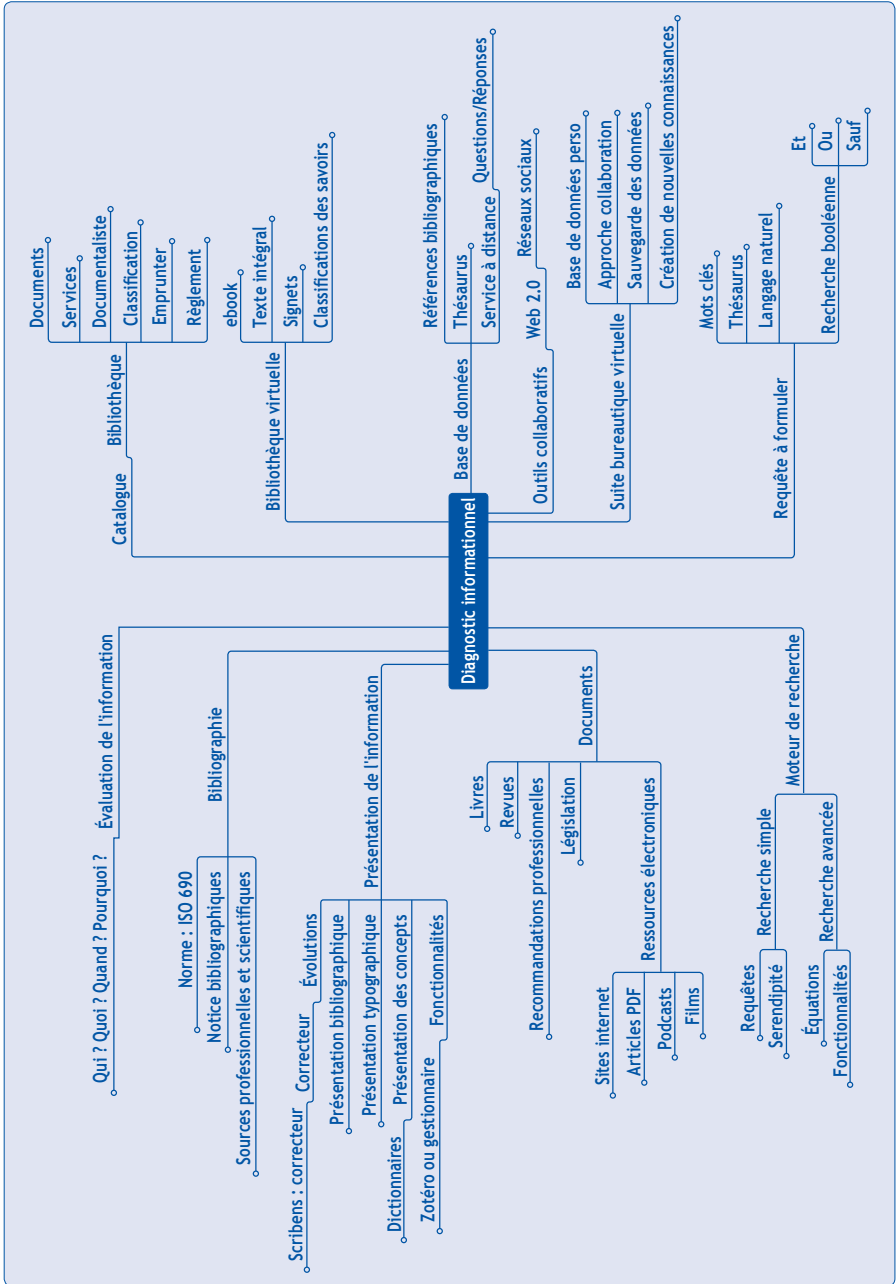 Diagnostic informationnel
Catalogue
Bibliothèque
Documents
Services
Documentaliste
Classification
Emprunter
Règlement
Bibliothèque virtuelle
ebook
Texte intégral
Signets
Classifications des savoirs
Base de données
Références bibliographiques
Thésaurus
Service à distance
Questions/Réponses
Outils collaboratifs
Web 2.0
Réseaux sociaux
Suite bureautique virtuelle
Base de données perso
Approche collaboration
Sauvegarde des données
Création de nouvelles connaissances
Requête à formuler
Mots clés
Thésaurus
Langage naturel
Recherche booléenne
Et
Ou
Sauf
Évaluation de l'information
Qui ? Quoi ? Quand ? Pourquoi ?
Bibliographie
Norme : ISO 690
Notice bibliographiques
Sources professionnelles et scientifiques
Présentation de l'information
Évolutions
Correcteur
Scribens : correcteur
Présentation bibliographique
Présentation typographique
Présentation des concepts
Dictionnaires
Fonctionnalités
Zotéro ou gestionnaire
Documents
Livres
Revues
Recommandations professionnelles
Législation
Ressources électroniques
Sites internet
Articles PDF
Podcasts
Films
Moteur de recherche
Recherche simple
Requêtes
Serendipité
Recherche avancée
Équations
Fonctionnalités